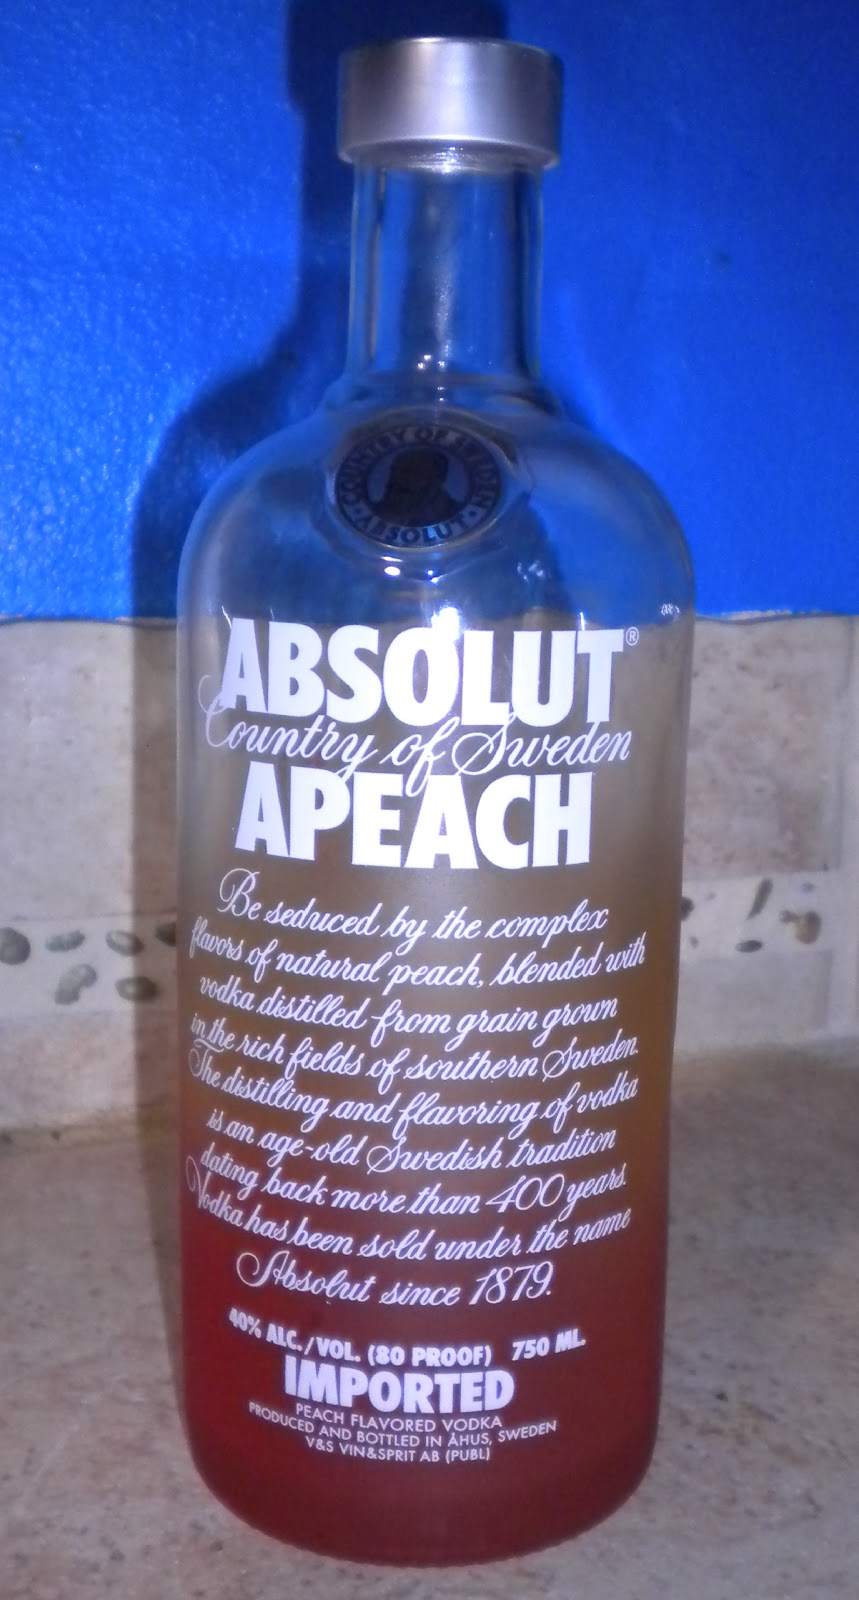 COUNTRY OF SWEDEN
ABSOLUT
ABSOLUT®
Country of Sweden
APEACH
Be seduced by the complex
flavors of natural peach, blended with
vodka distilled from grain grown
in the rich fields of southern Sweden.
The distilling and flavoring of vodka
is an age-old Swedish tradition
dating back more than 400 years.
Vodka has been sold under the name
Absolut since 1879.
40% ALC./VOL. (80 PROOF) 750 ML.
IMPORTED
PEACH FLAVORED VODKA
PRODUCED AND BOTTLED IN ÅHUS, SWEDEN
V&S VIN&SPRIT AB (PUBL)